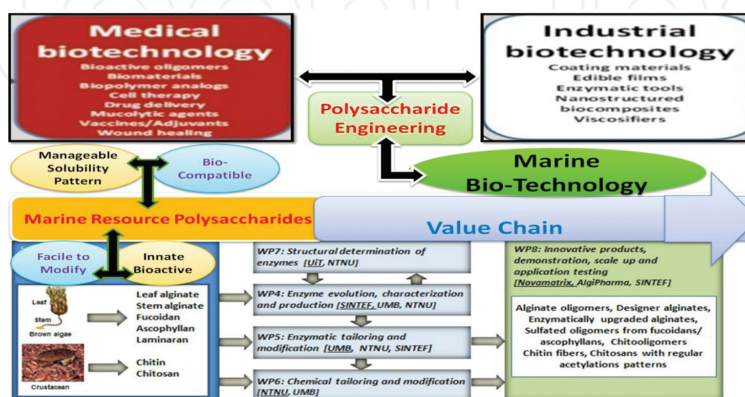 Medical
biotechnology
Bioactive oligomers
Biomaterials
Biopolymer analogs
Cell therapy
Drug delivery
Mucolytic agents
Vaccines/Adjuvants
Wound healing
Industrial
biotechnology
Coating materials
Edible films
Enzymatic tools
Nanostructured
biocomposites
Viscosifiers
Polysaccharide
Engineering
Manageable
Solubility
Pattern
Bio-
Compatible
Marine
Bio-Technology
Marine Resource Polysaccharides
Value Chain
Facile to
Modify
Innate
Bioactive
Leaf
Stem
Brown algae
Leaf alginate
Stem alginate
Fucoidan
Ascophyllan
Laminaran
Crustacean
Chitin
Chitosan
WP7: Structural determination of
enzymes [UiT, NTNU]
WP4: Enzyme evolution, characterization
and production [SINTEF, UMB, NTNU]
WP5: Enzymatic tailoring and
modification [UMB, NTNU, SINTEF]
WP6: Chemical tailoring and modification
[NTNU, UMB]
WP8: Innovative products,
demonstration, scale up and
application testing
[Novamatrix, AlgiPharma, SINTEF]
Alginate oligomers, Designer alginates,
Enzymatically upgraded alginates,
Sulfated oligomers from fucoidans/
ascophyllans, Chitooligomers
Chitin fibers, Chitosans with regular
acetylations patterns